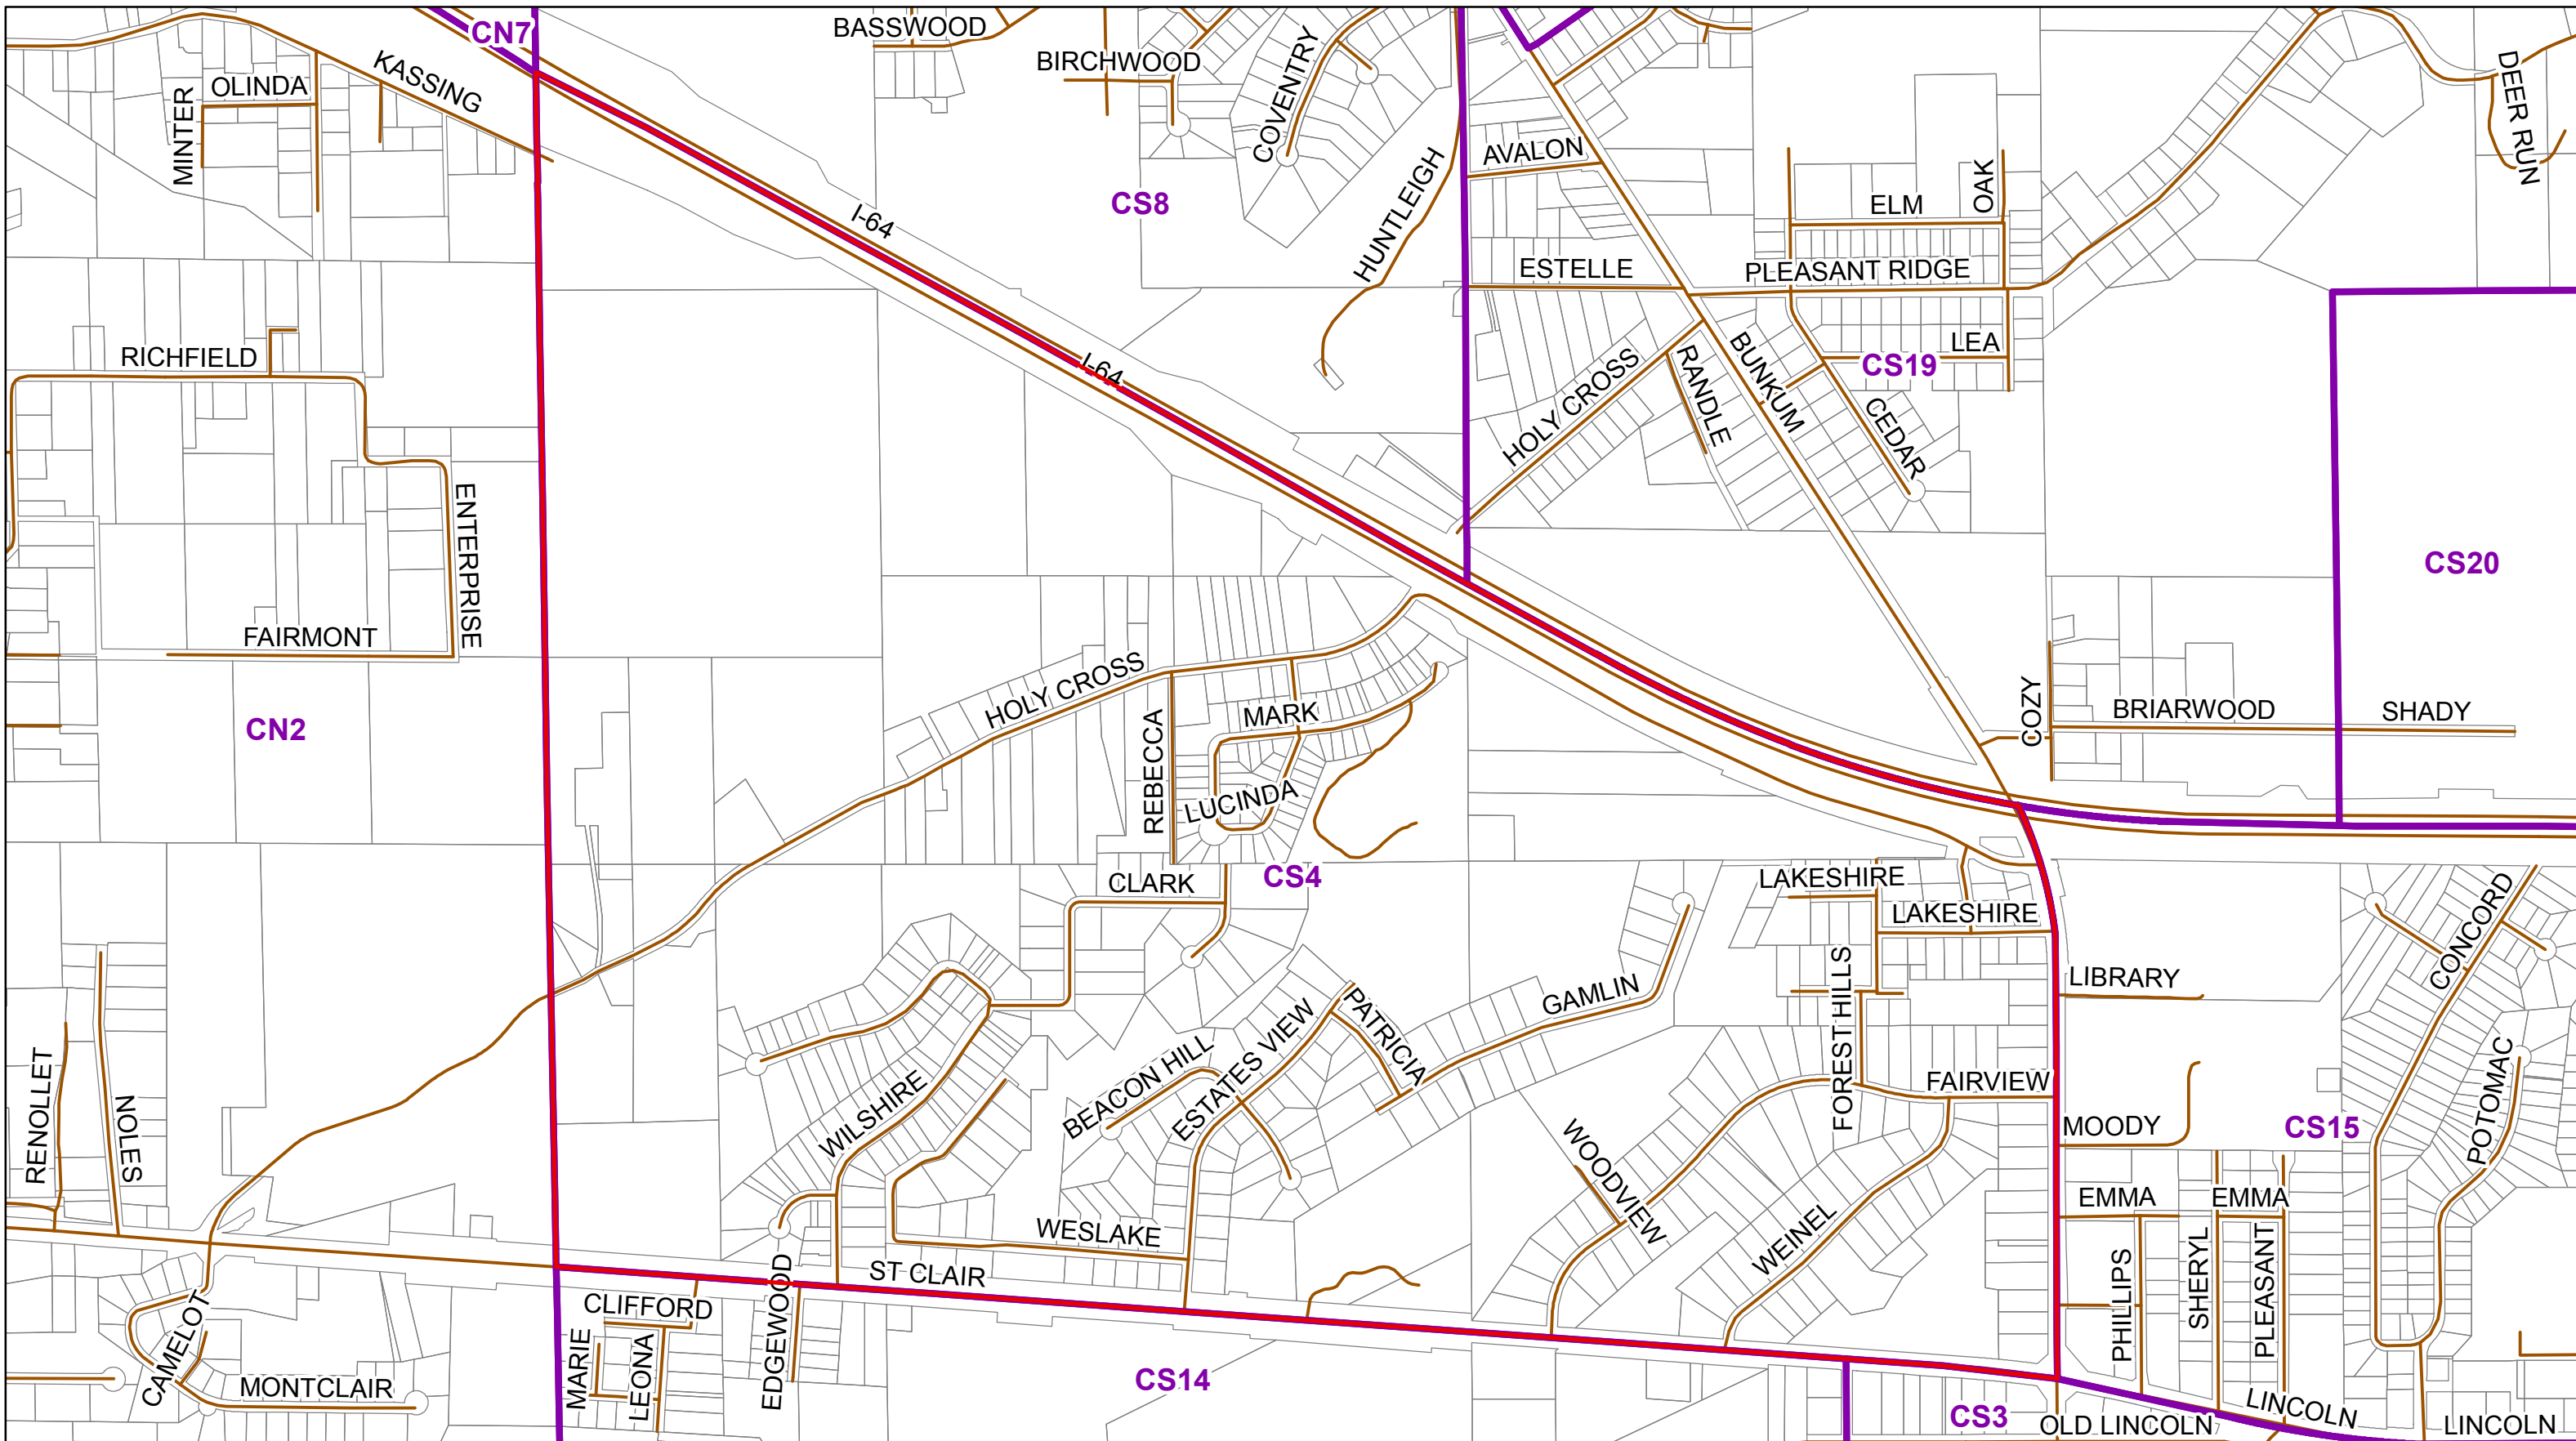 CN7
BASSWOOD
BIRCHWOOD
COVENTRY
KASSING
OLINDA
MINTER
DEER RUN
AVALON
HUNTLEIGH
CS8
I-64
ELM
OAK
ESTELLE
PLEASANT RIDGE
LEA
CS19
RICHFIELD
I-64
HOLY CROSS
RANDLE
BUNKUM
CEDAR
ENTERPRISE
CS20
FAIRMONT
CN2
HOLY CROSS
MARK
REBECCA
LUCINDA
COZY
BRIARWOOD
SHADY
CLARK
CS4
LAKESHIRE
LAKESHIRE
CONCORD
LIBRARY
GAMLIN
PATRICIA
FOREST HILLS
BEACON HILL
ESTATES VIEW
WILSHIRE
FAIRVIEW
MOODY
CS15
POTOMAC
RENOLLET
NOLES
WOODVIEW
WEINEL
EMMA
EMMA
WESLAKE
ST CLAIR
PHILLIPS
SHERYL
PLEASANT
CLIFFORD
EDGEWOOD
MARIE
LEONA
CAMELOT
MONTCLAIR
CS14
CS3
OLD LINCOLN
LINCOLN
LINCOLN